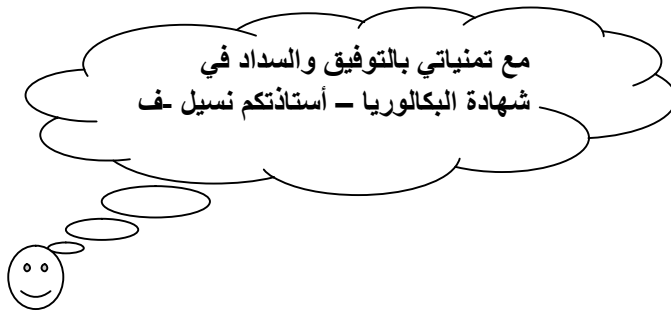 مع تمنياتي بالتوفيق والسداد في
شهادة البكالوريا – أستاذتكم نسيل -ف